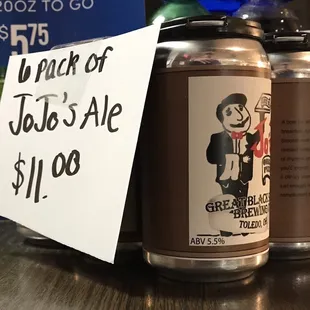 20OZ TO GO
$5.75
6 pack of
JoJo's Ale
$11.00
GREAT BLACK
BREWING
TOLEDO, OH
ABV 5.5%